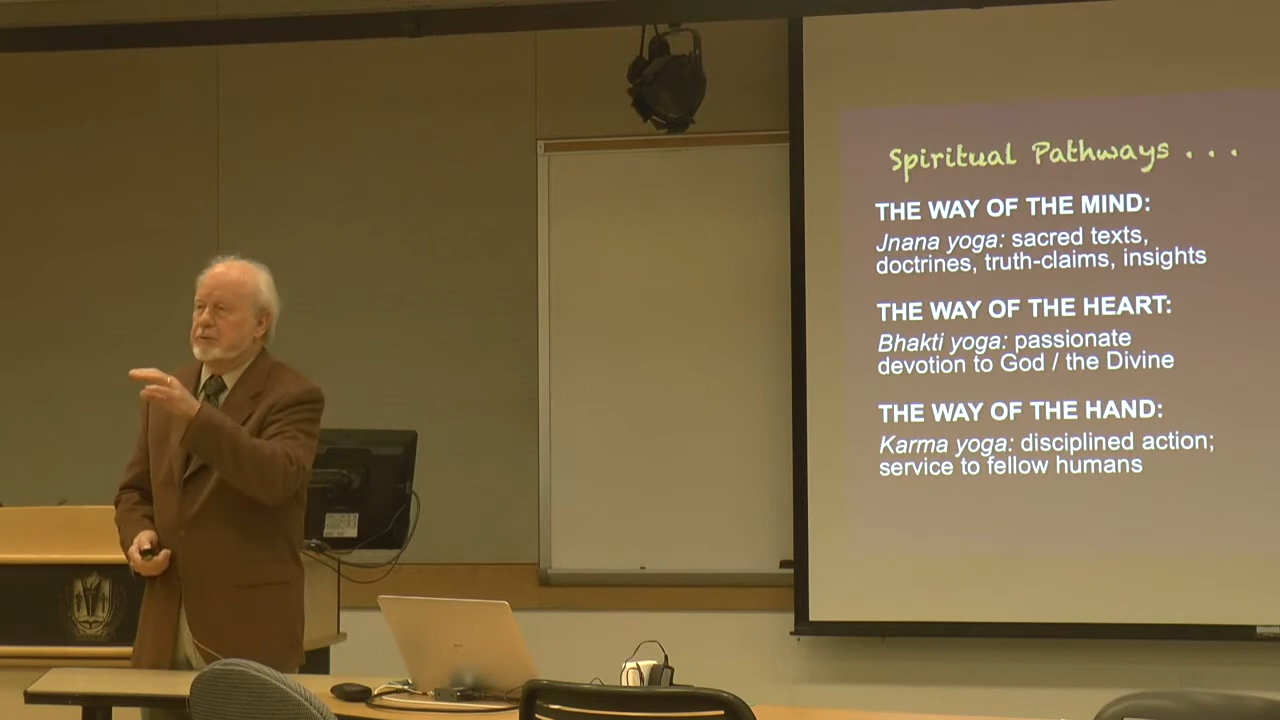 Spiritual Pathways . . .
THE WAY OF THE MIND:
Jnana yoga: sacred texts,
doctrines, truth-claims, insights
THE WAY OF THE HEART:
Bhakti yoga: passionate
devotion to God / the Divine
THE WAY OF THE HAND:
Karma yoga: disciplined action;
service to fellow humans